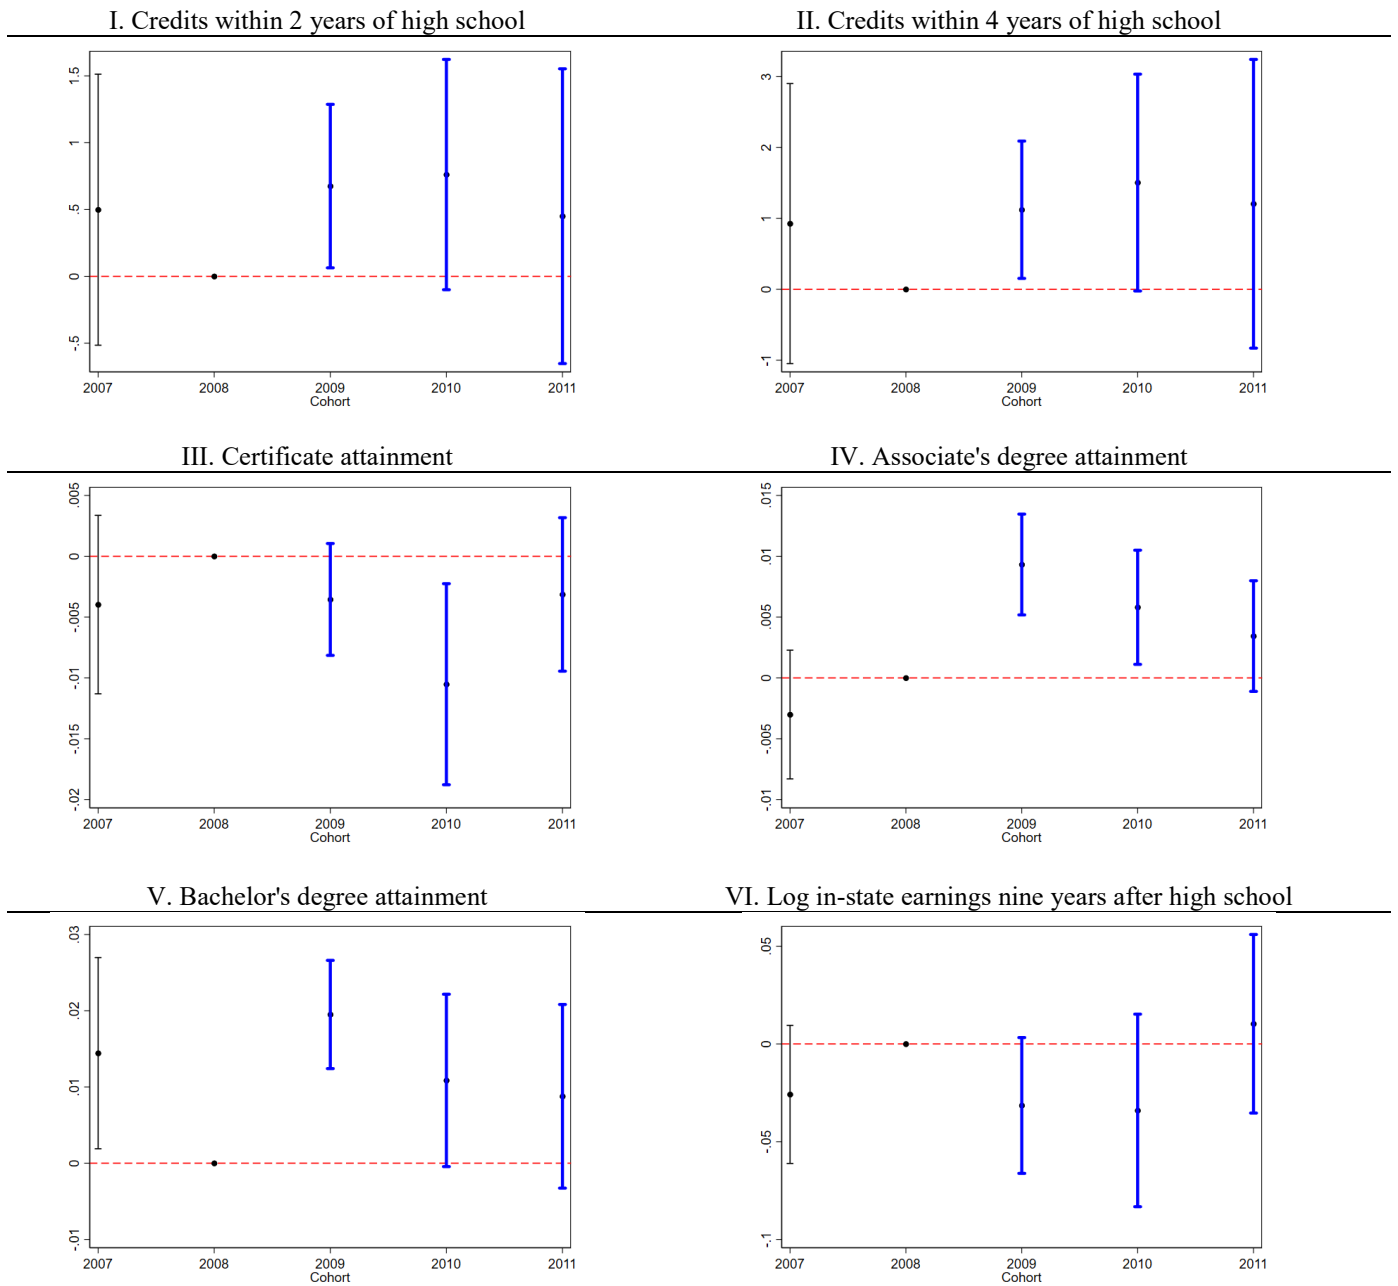 I. Credits within 2 years of high school
1.5
1
.5
0
-.5
2007 2008 2009 2010 2011
Cohort
II. Credits within 4 years of high school
3
2
1
0
-1
2007 2008 2009 2010 2011
Cohort
III. Certificate attainment
.005
0
-.005
-.01
-.015
-.02
2007 2008 2009 2010 2011
Cohort
IV. Associate's degree attainment
.015
.01
.005
0
-.005
-.01
2007 2008 2009 2010 2011
Cohort
V. Bachelor's degree attainment
.03
.02
.01
0
-.01
2007 2008 2009 2010 2011
Cohort
VI. Log in-state earnings nine years after high school
.05
0
-.05
-.1
2007 2008 2009 2010 2011
Cohort